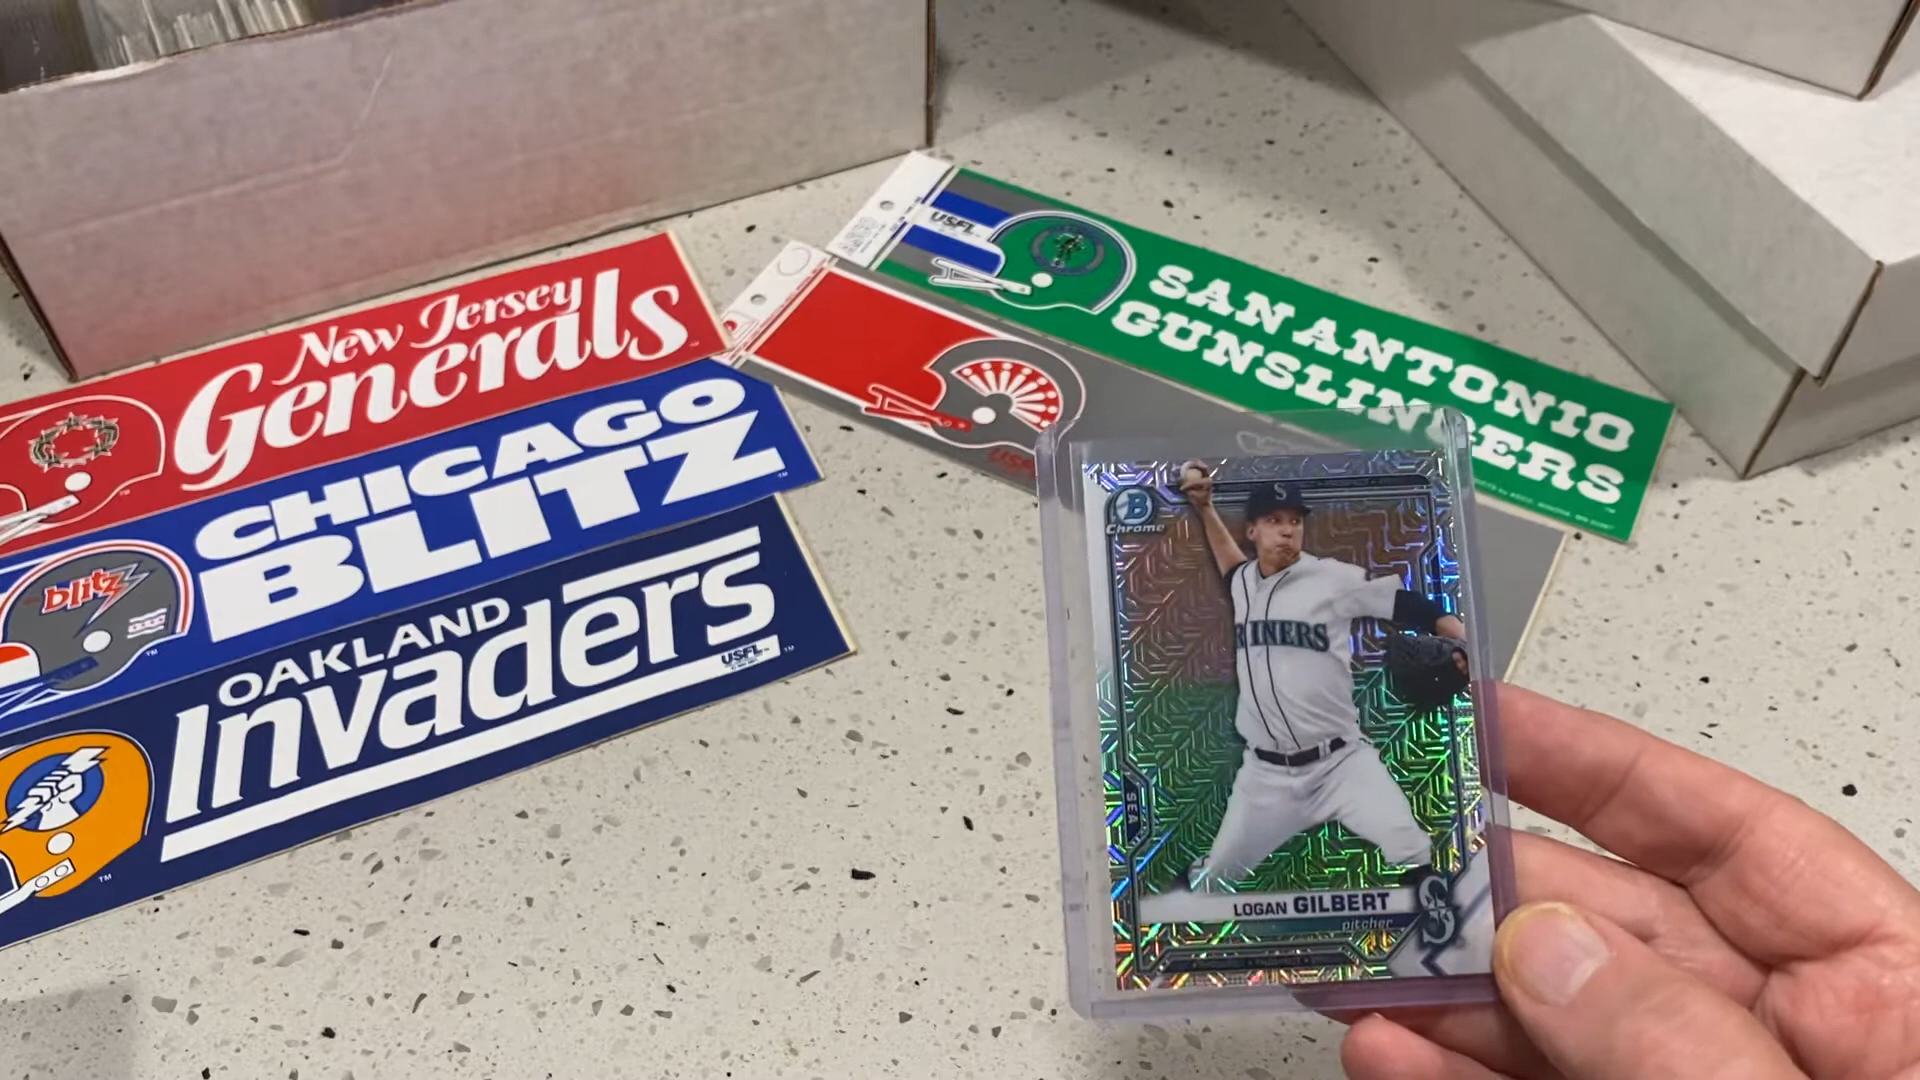 New Jersey
Generals
CHICAGO
BLITZ
blitz
OAKLAND
Invaders
USFL
USFL
SAN ANTONIO
GUNSLINGERS
B
Chrome
S
RINERS
SEA
LOGAN GILBERT
pitcher
S